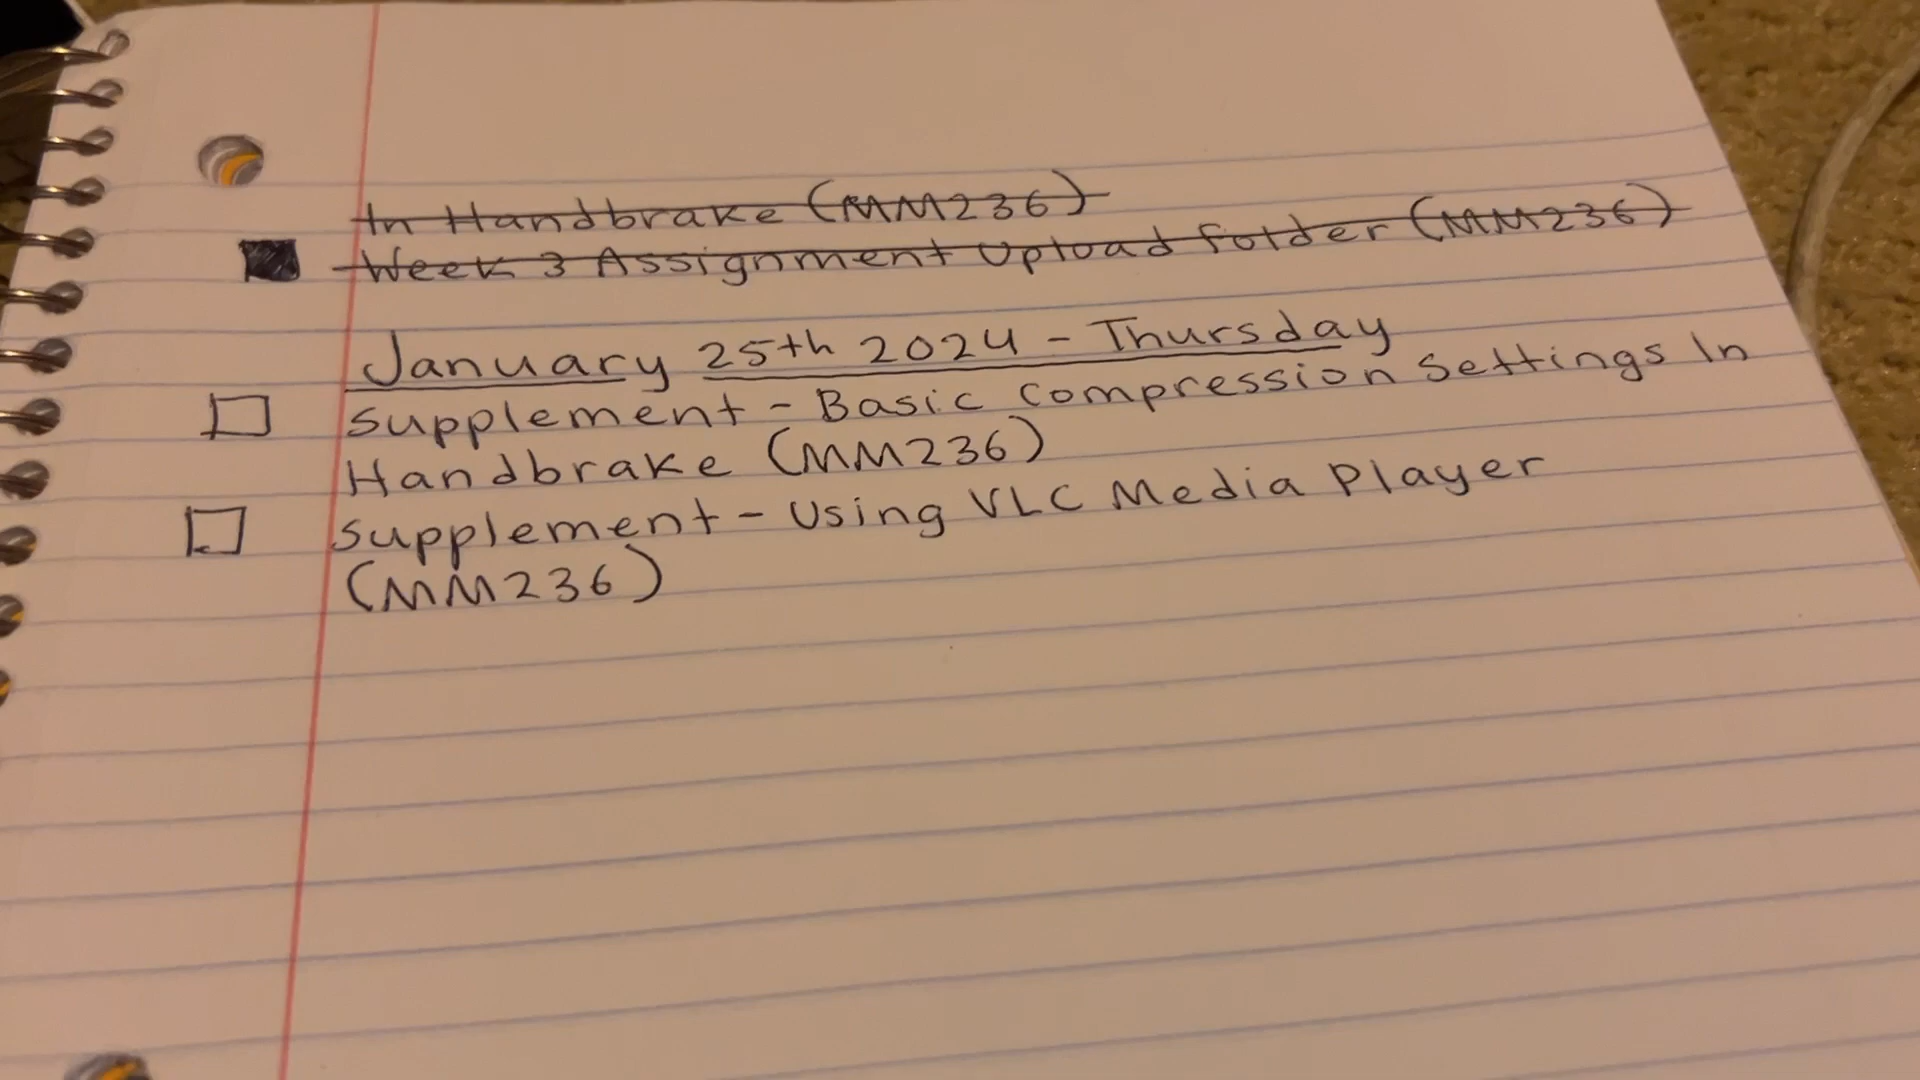 In Handbrake (MM236)
Week 3 Assignment Upload folder (MM236)
January 25th 2024 - Thursday
Supplement - Basic Compression Settings In
Handbrake (MM236)
Supplement - Using VLC Media Player
(MM236)